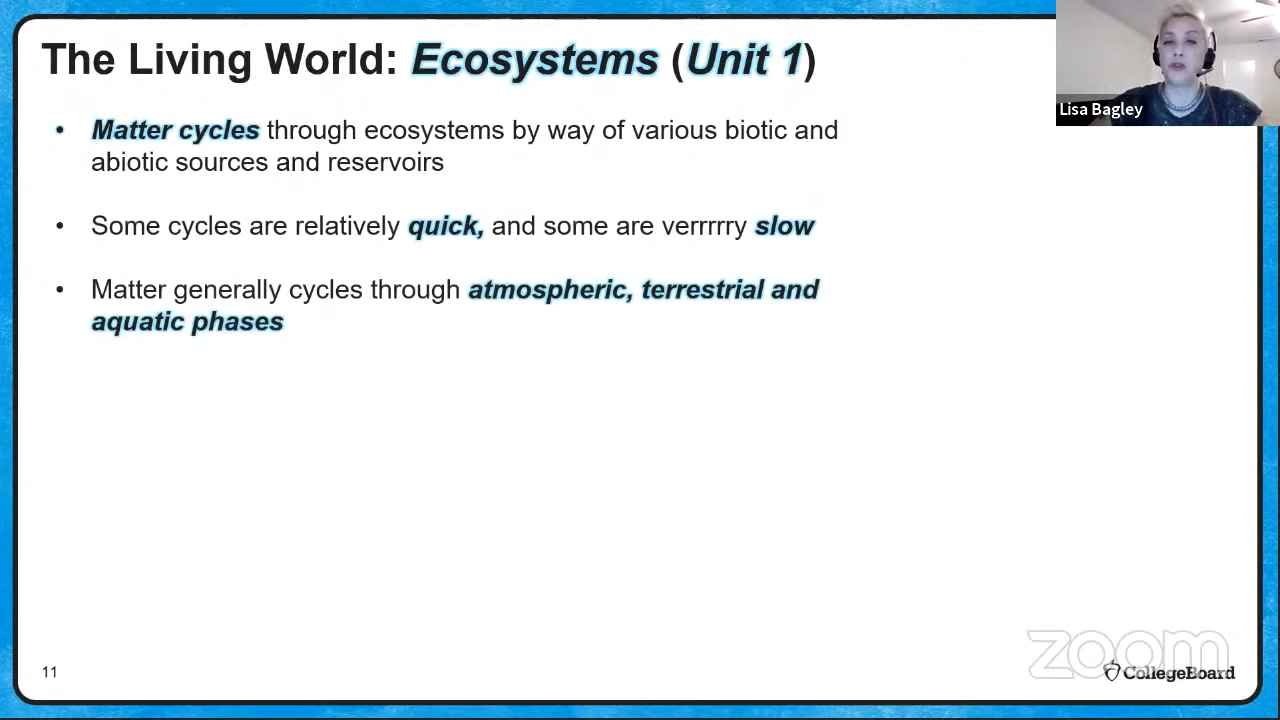 The Living World: Ecosystems (Unit 1)
Lisa Bagley
• Matter cycles through ecosystems by way of various biotic and
abiotic sources and reservoirs
• Some cycles are relatively quick, and some are verrrrry slow
• Matter generally cycles through atmospheric, terrestrial and
aquatic phases
zoom
11
CollegeBoard